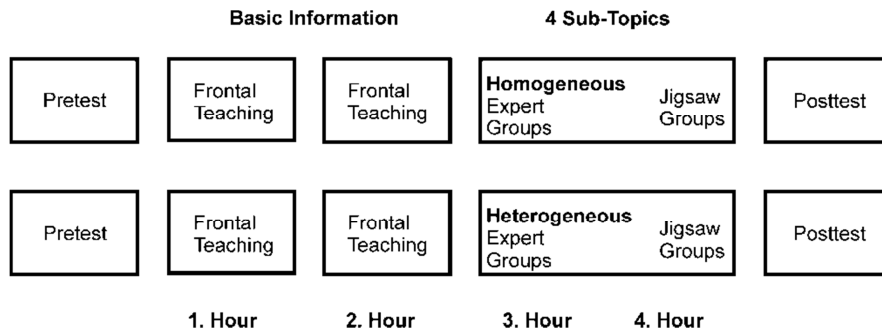 Basic Information
4 Sub-Topics
Pretest
Frontal
Teaching
Frontal
Teaching
Homogeneous
Expert
Groups
Jigsaw
Groups
Posttest
Pretest
Frontal
Teaching
Frontal
Teaching
Heterogeneous
Expert
Groups
Jigsaw
Groups
Posttest
1. Hour
2. Hour
3. Hour
4. Hour